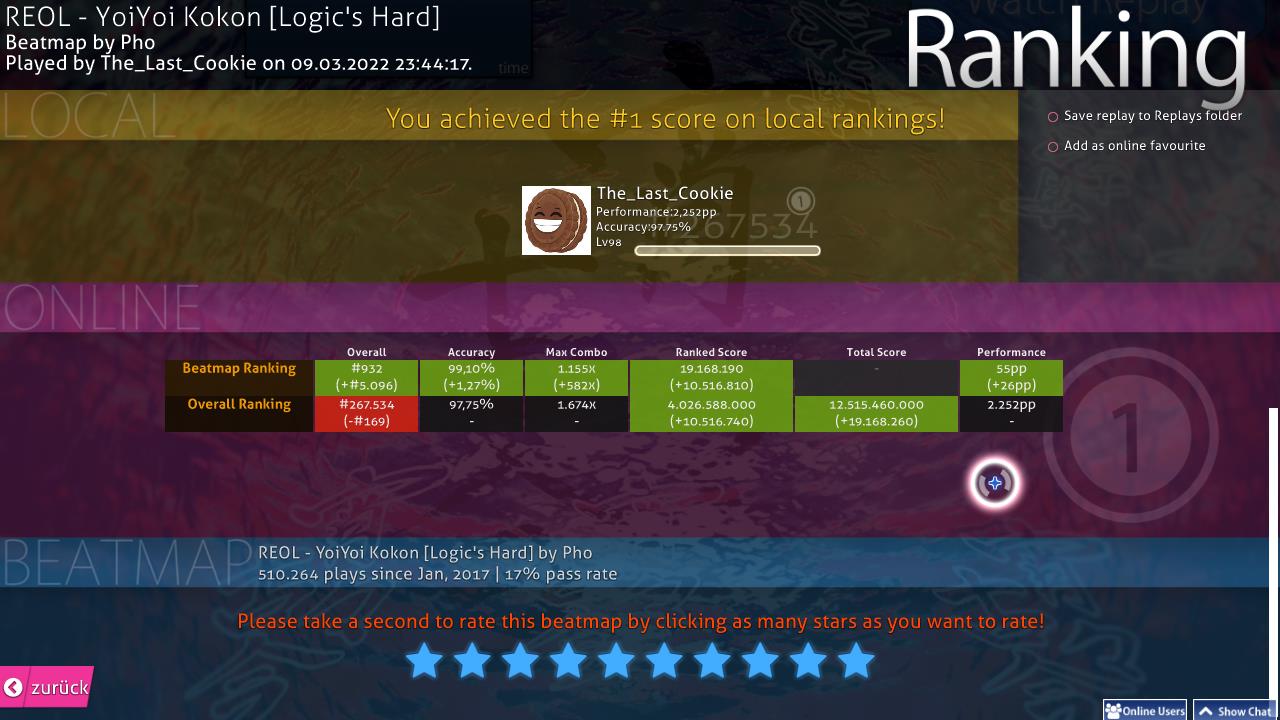 REOL - YoiYoi Kokon [Logic's Hard]
Beatmap by Pho
Played by The_Last_Cookie on 09.03.2022 23:44:17.
Watch Replay
time
Ranking
LOCAL
You achieved the #1 score on local rankings!
Save replay to Replays folder
Add as online favourite
The_Last_Cookie
Performance:2,252pp
Accuracy:97.75%
Lv98
#267534
1
ONLINE
Overall Accuracy Max Combo Ranked Score Total Score Performance
Beatmap Ranking #932 99,10% 1.155x 19.168.190 - 55pp
(+#5.096) (+1,27%) (+582x) (+10.516.810) (+26pp)
Overall Ranking #267.534 97,75% 1.674x 4.026.588.000 12.515.460.000 2.252pp
(-#169) - - (+10.516.740) (+19.168.260) -
1
BEATMAP
REOL - YoiYoi Kokon [Logic's Hard] by Pho
510.264 plays since Jan, 2017 | 17% pass rate
Please take a second to rate this beatmap by clicking as many stars as you want to rate!
zurück
Online Users
Show Chat